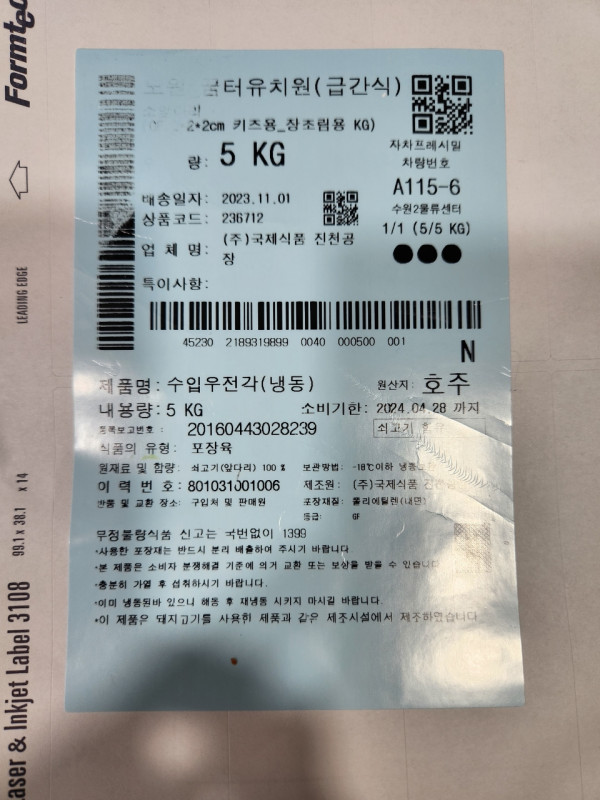 Formtec
LEADING EDGE
99.1 x 38.1 x 14
Laser & Inkjet Label 3108
터유치원(급간식)
2*2cm 키즈용_장조림용 KG)
량: 5 KG
자차프레시밀
차량번호
A115-6
수원2물류센터
1/1 (5/5 KG)
배송일자: 2023.11.01
상품코드: 236712
업 체 명: (주)국제식품 진천공
장
특이사항:
45230 2189319899 0040 000500 001
N
제품명: 수입우전각(냉동)
원산지: 호주
내용량: 5 KG
소비기한: 2024.04.28 까지
품목보고번호: 20160443028239
쇠고기 함유
식품의 유형: 포장육
원재료 및 함량: 쇠고기(앞다리) 100 %
보관방법: -18℃이하 냉동
이 력 번 호: 801031001006
제조원: (주)국제식품
반품 및 교환 장소: 구입처 및 판매원
포장재질: 폴리에틸렌(내면)
등급: GF
부정불량식품 신고는 국번없이 1399
*사용한 포장재는 반드시 분리 배출하여 주시기 바랍니다
*본 제품은 소비자 분쟁해결 기준에 의거 교환 또는 보상을 받을 수 있습니다
*충분히 가열 후 섭취하시기 바랍니다.
*이미 냉동된바 있으니 해동 후 재냉동 시키지 마시길 바랍니다.
*이 제품은 돼지고기를 사용한 제품과 같은 제조시설에서 제조하였습니다